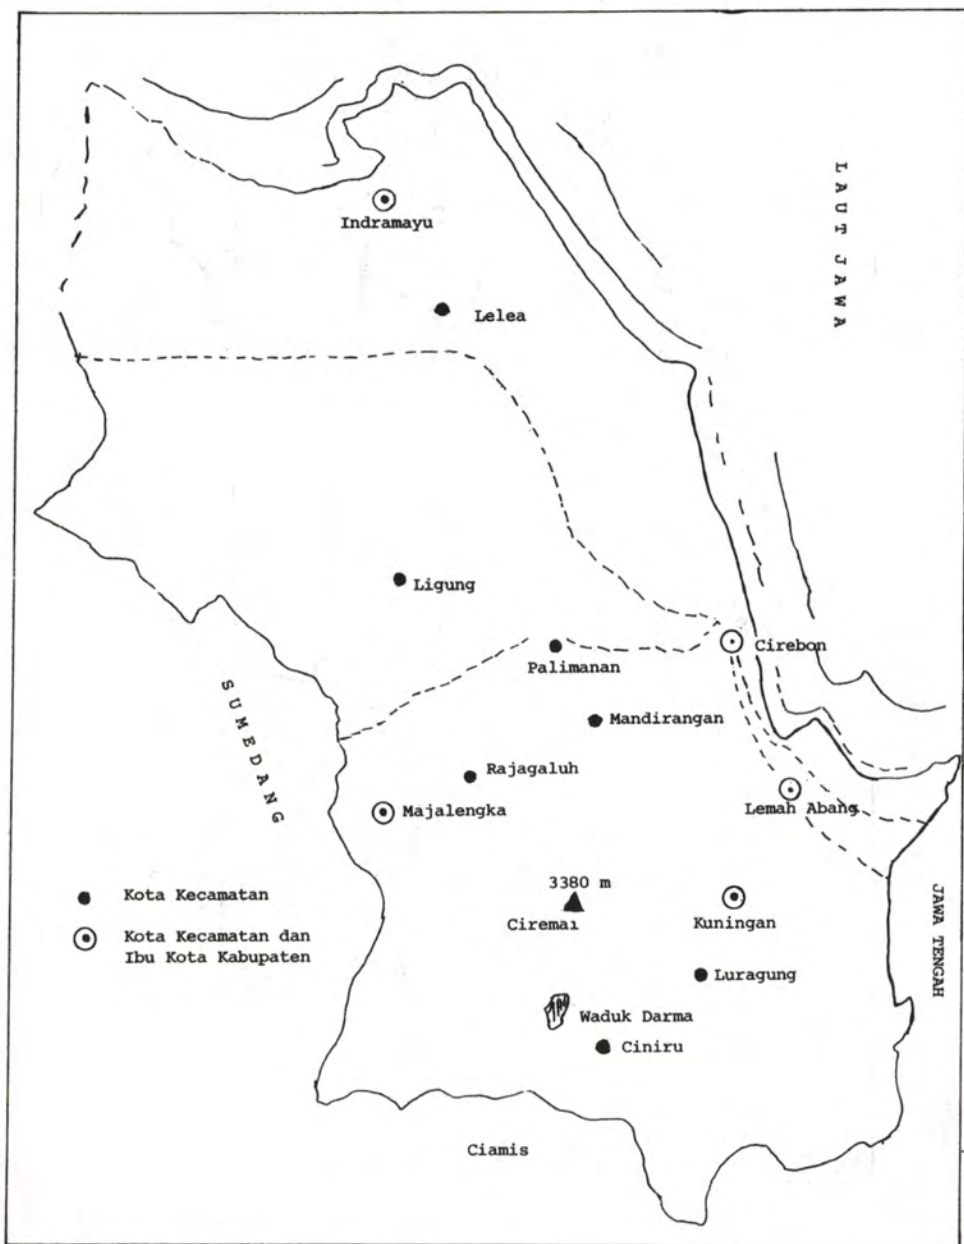 LAUT JAWA
Indramayu
Lelea
Ligung
Cirebon
Palimanan
SUMEDANG
Mandirangan
Rajagaluh
Majalengka
Lemah Abang
3380 m
Ciremai
Kuningan
Kota Kecamatan
Kota Kecamatan dan
Ibu Kota Kabupaten
JAWA TENGAH
Luragung
Waduk Darma
Ciniru
Ciamis